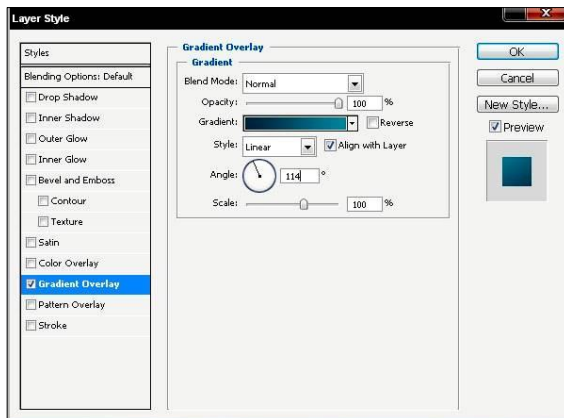 Layer Style
Styles
Blending Options: Default
Drop Shadow
Inner Shadow
Outer Glow
Inner Glow
Bevel and Emboss
Contour
Texture
Satin
Color Overlay
Gradient Overlay
Pattern Overlay
Stroke
Gradient Overlay
Gradient
Blend Mode: Normal
Opacity: 100 %
Gradient: Reverse
Style: Linear Align with Layer
Angle: 114 °
Scale: 100 %
OK
Cancel
New Style...
Preview